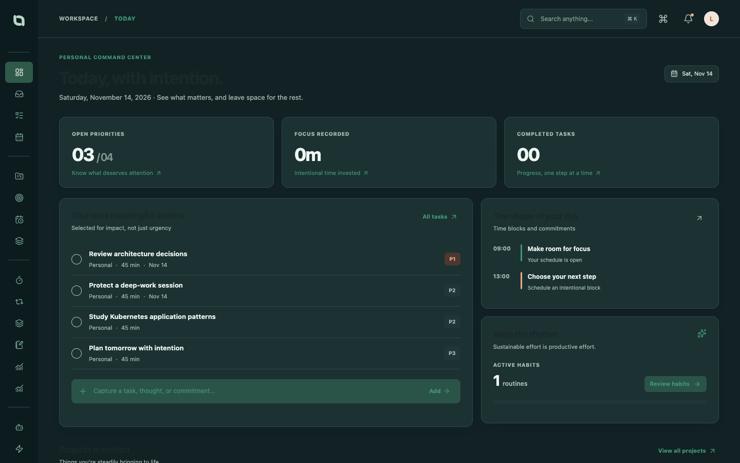 WORKSPACE / TODAY
Search anything...
⌘ K
L
PERSONAL COMMAND CENTER
Today, with intention.
Sat, Nov 14
Saturday, November 14, 2026 · See what matters, and leave space for the rest.
OPEN PRIORITIES
03 /04
Know what deserves attention ↗
FOCUS RECORDED
0m
Intentional time invested ↗
COMPLETED TASKS
00
Progress, one step at a time ↗
All tasks ↗
Selected for impact, not just urgency
Review architecture decisions
Personal · 45 min · Nov 14
P1
Protect a deep-work session
Personal · 45 min · Nov 14
P2
Study Kubernetes application patterns
Personal · 45 min
P2
Plan tomorrow with intention
Personal · 45 min
P3
+ Capture a task, thought, or commitment...
Add →
Time blocks and commitments
09:00
Make room for focus
Your schedule is open
13:00
Choose your next step
Schedule an intentional block
Sustainable effort is productive effort.
ACTIVE HABITS
1 routines
Review habits →
View all projects ↗
Things you're steadily bringing to life